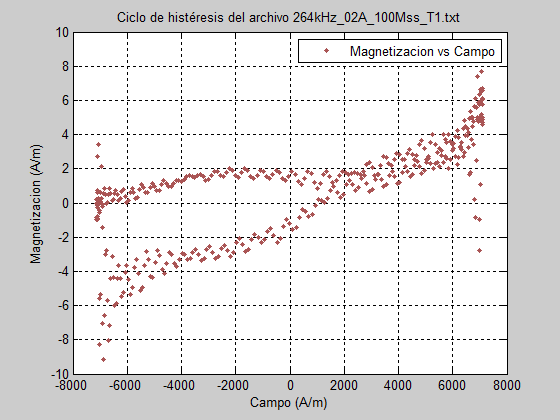 Ciclo de histéresis del archivo 264kHz_02A_100Mss_T1.txt
Magnetizacion vs Campo
Magnetizacion (A/m)
10
8
6
4
2
0
-2
-4
-6
-8
-10
-8000 -6000 -4000 -2000 0 2000 4000 6000 8000
Campo (A/m)